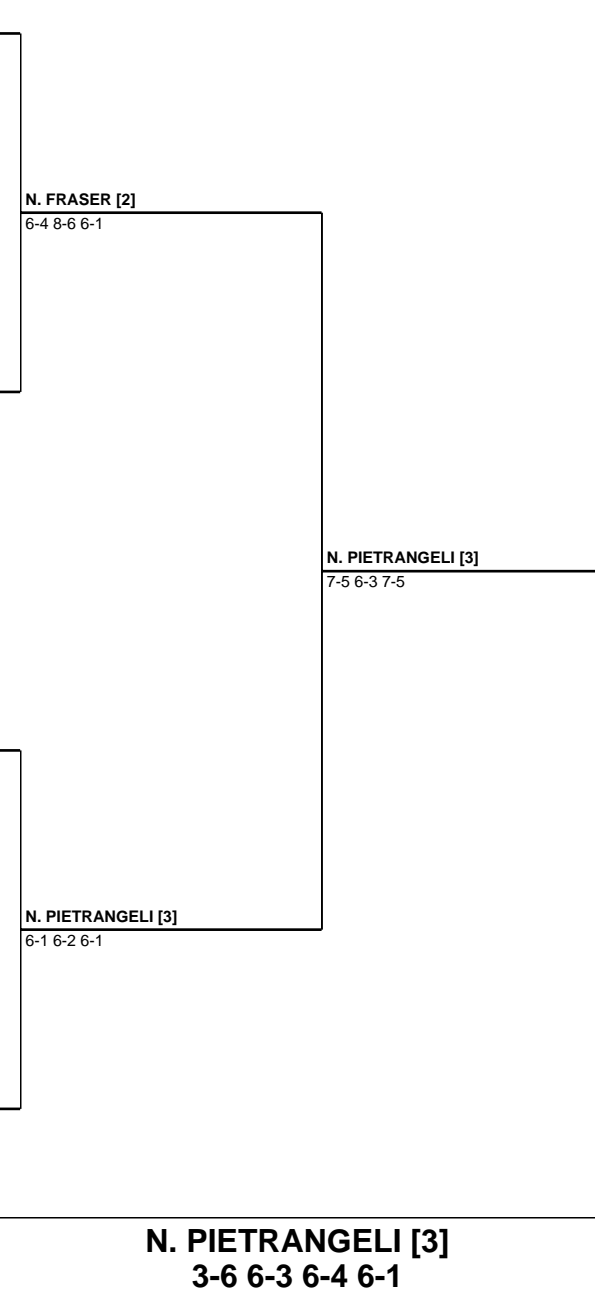 N. FRASER [2]
6-4 8-6 6-1
N. PIETRANGELI [3]
7-5 6-3 7-5
N. PIETRANGELI [3]
6-1 6-2 6-1
N. PIETRANGELI [3]
3-6 6-3 6-4 6-1